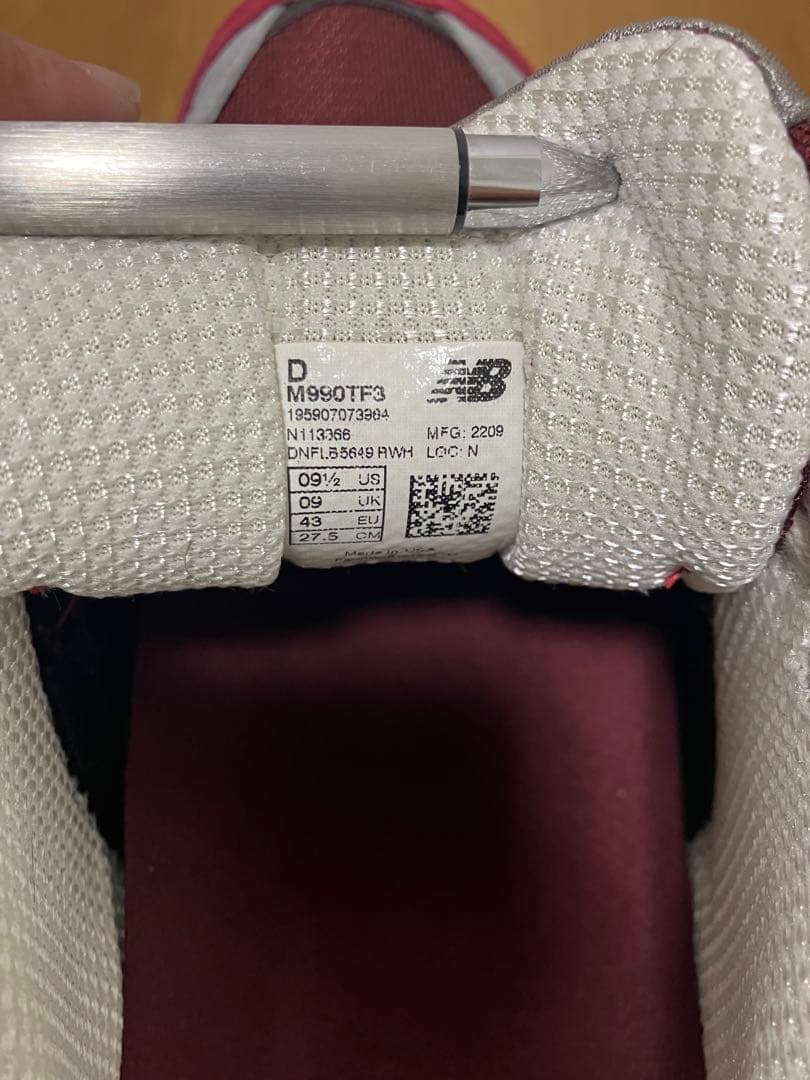 D
NB
M990TF3
195907073964
N113366
MFG: 2209
DNFLB5649 RWH LOC: N
09½ US
09 UK
43 EU
27.5 CM
Made in USA